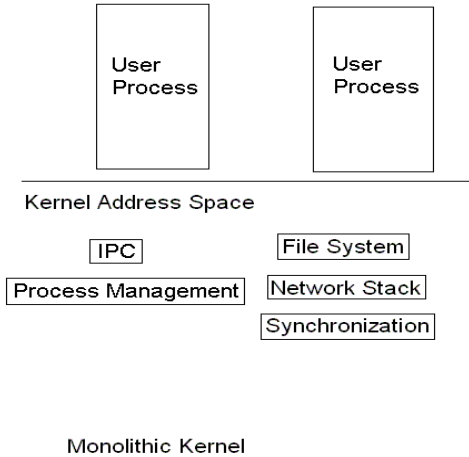 User
Process
User
Process
Kernel Address Space
IPC
File System
Process Management
Network Stack
Synchronization
Monolithic Kernel